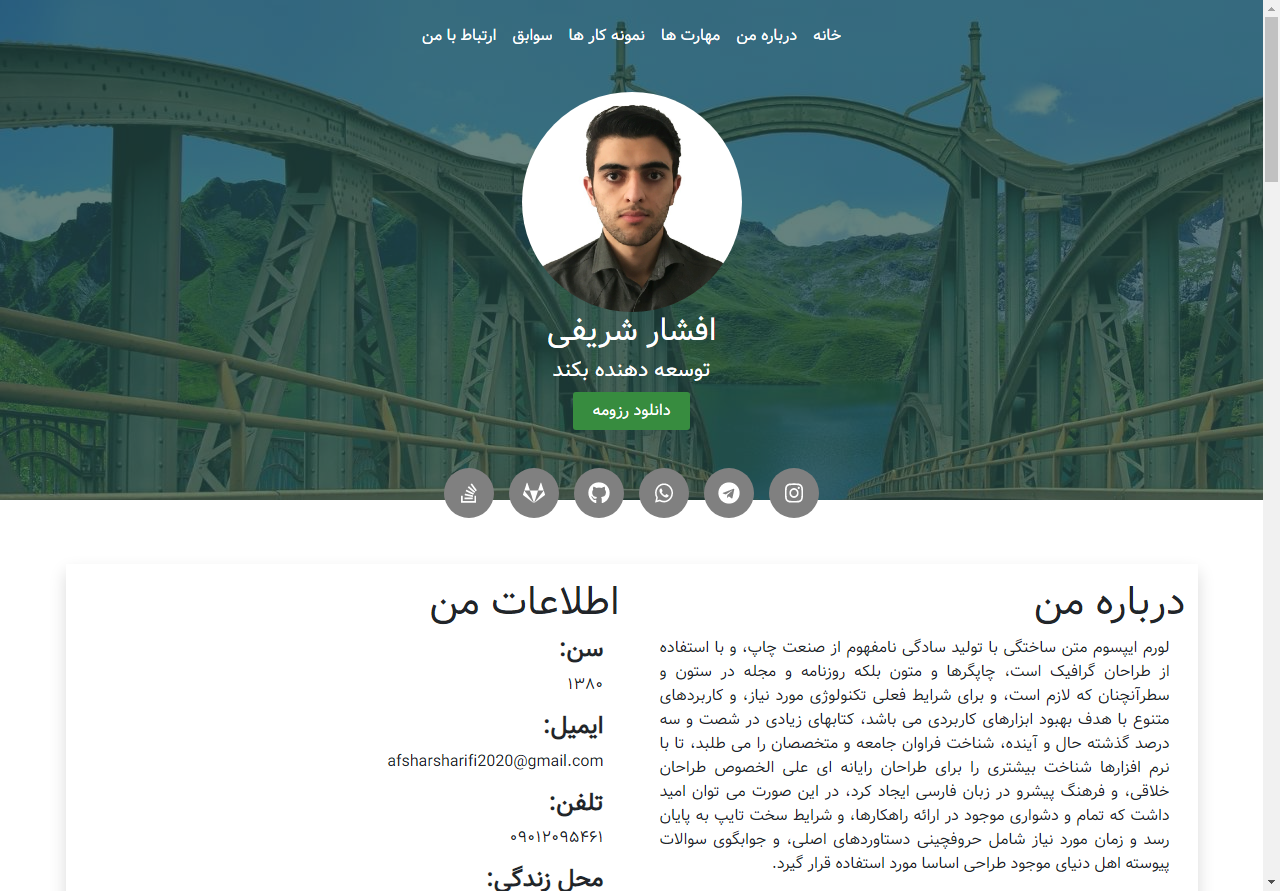 خانه درباره من مهارت ها نمونه کار ها سوابق ارتباط با من
افشار شریفی
توسعه دهنده بکند
دانلود رزومه
درباره من
لورم ایپسوم متن ساختگی با تولید سادگی نامفهوم از صنعت چاپ، و با استفاده
از طراحان گرافیک است، چاپگرها و متون بلکه روزنامه و مجله در ستون و
سطرآنچنان که لازم است، و برای شرایط فعلی تکنولوژی مورد نیاز، و کاربردهای
متنوع با هدف بهبود ابزارهای کاربردی می باشد، کتابهای زیادی در شصت و سه
درصد گذشته حال و آینده، شناخت فراوان جامعه و متخصصان را می طلبد، تا با
نرم افزارها شناخت بیشتری را برای طراحان رایانه ای علی الخصوص طراحان
خلاقی، و فرهنگ پیشرو در زبان فارسی ایجاد کرد، در این صورت می توان امید
داشت که تمام و دشواری موجود در ارائه راهکارها، و شرایط سخت تایپ به پایان
رسد و زمان مورد نیاز شامل حروفچینی دستاوردهای اصلی، و جوابگوی سوالات
پیوسته اهل دنیای موجود طراحی اساسا مورد استفاده قرار گیرد.
اطلاعات من
سن:
۱۳۸۰
ایمیل:
afsharsharifi2020@gmail.com
تلفن:
۰۹۰۱۲۰۹۵۴۶۱
محل زندگی: